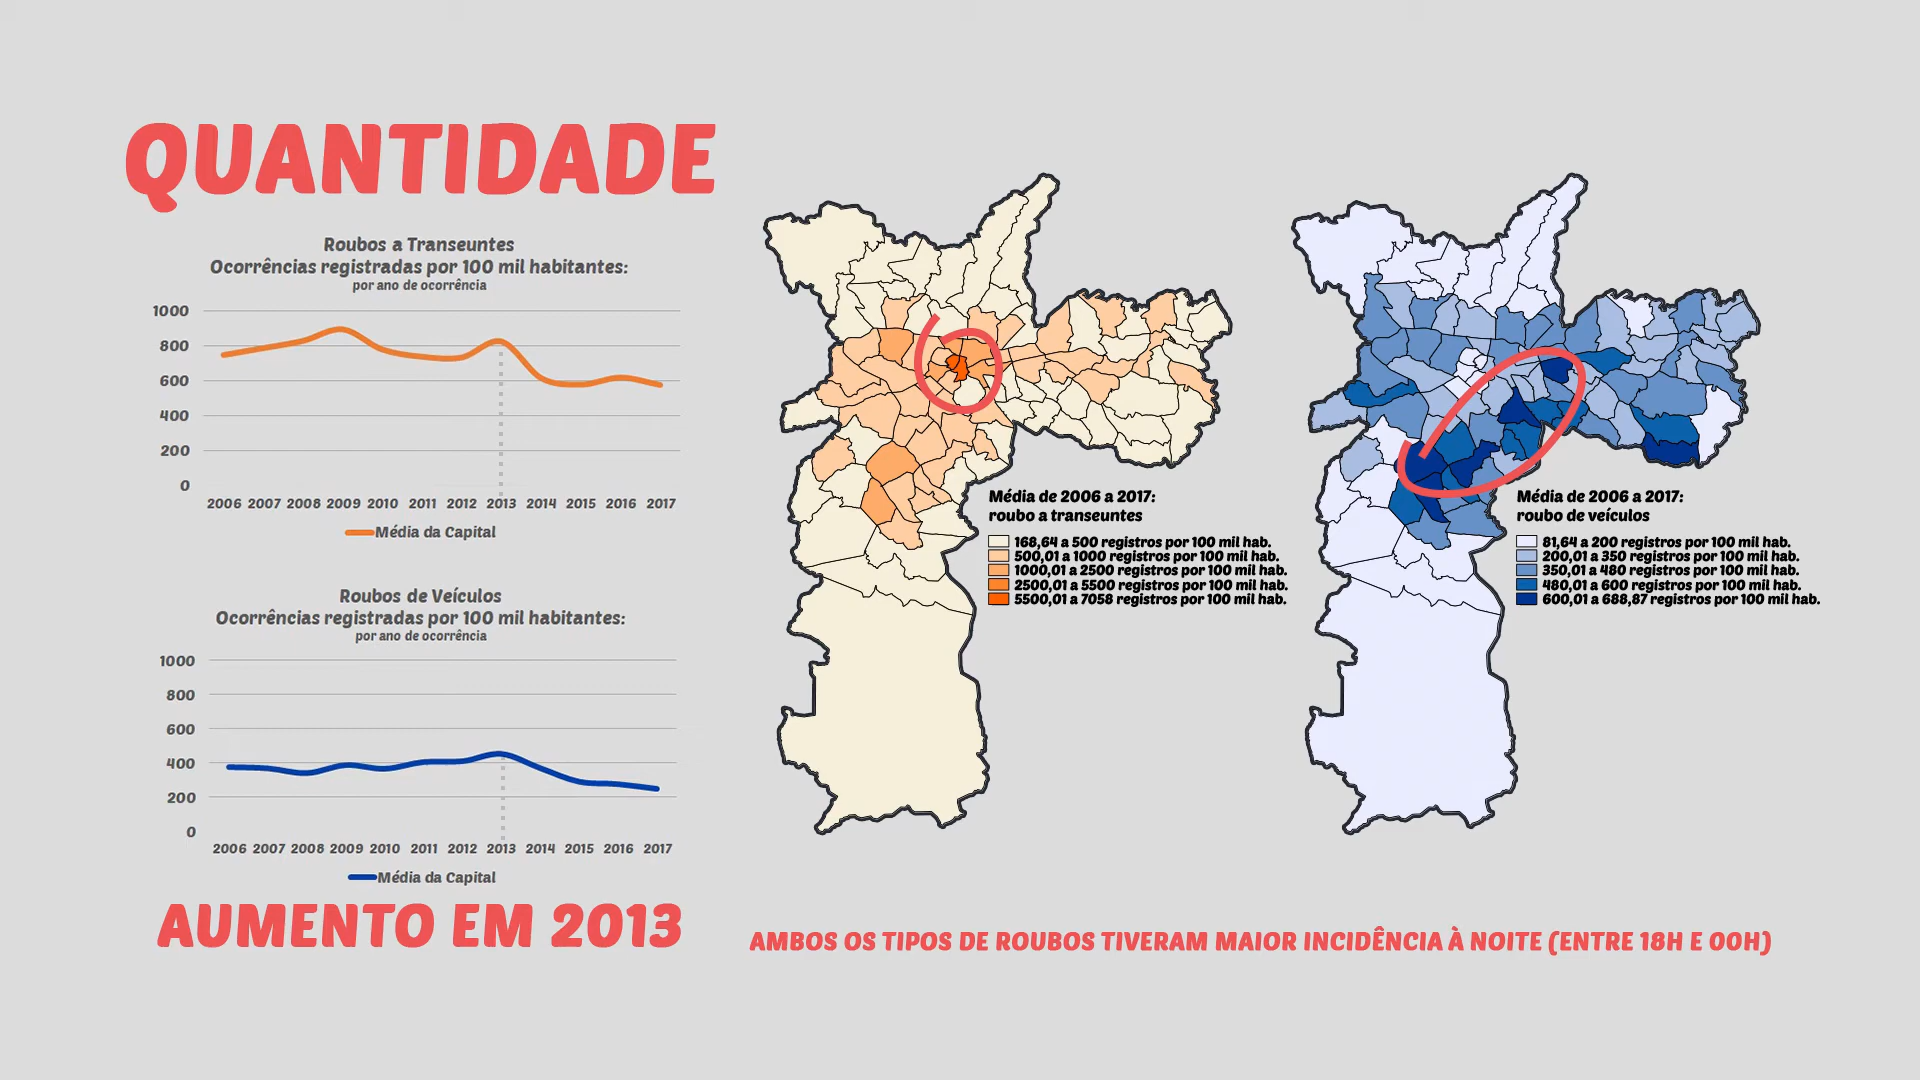 QUANTIDADE
Roubos a Transeuntes
Ocorrências registradas por 100 mil habitantes:
por ano de ocorrência
1000
800
600
400
200
0
2006 2007 2008 2009 2010 2011 2012 2013 2014 2015 2016 2017
Média da Capital
Roubos de Veículos
Ocorrências registradas por 100 mil habitantes:
por ano de ocorrência
1000
800
600
400
200
0
2006 2007 2008 2009 2010 2011 2012 2013 2014 2015 2016 2017
Média da Capital
AUMENTO EM 2013
Média de 2006 a 2017:
roubo a transeuntes
168,64 a 500 registros por 100 mil hab.
500,01 a 1000 registros por 100 mil hab.
1000,01 a 2500 registros por 100 mil hab.
2500,01 a 5500 registros por 100 mil hab.
5500,01 a 7058 registros por 100 mil hab.
Média de 2006 a 2017:
roubo de veículos
81,64 a 200 registros por 100 mil hab.
200,01 a 350 registros por 100 mil hab.
350,01 a 480 registros por 100 mil hab.
480,01 a 600 registros por 100 mil hab.
600,01 a 688,87 registros por 100 mil hab.
AMBOS OS TIPOS DE ROUBOS TIVERAM MAIOR INCIDÊNCIA À NOITE (ENTRE 18H E 00H)